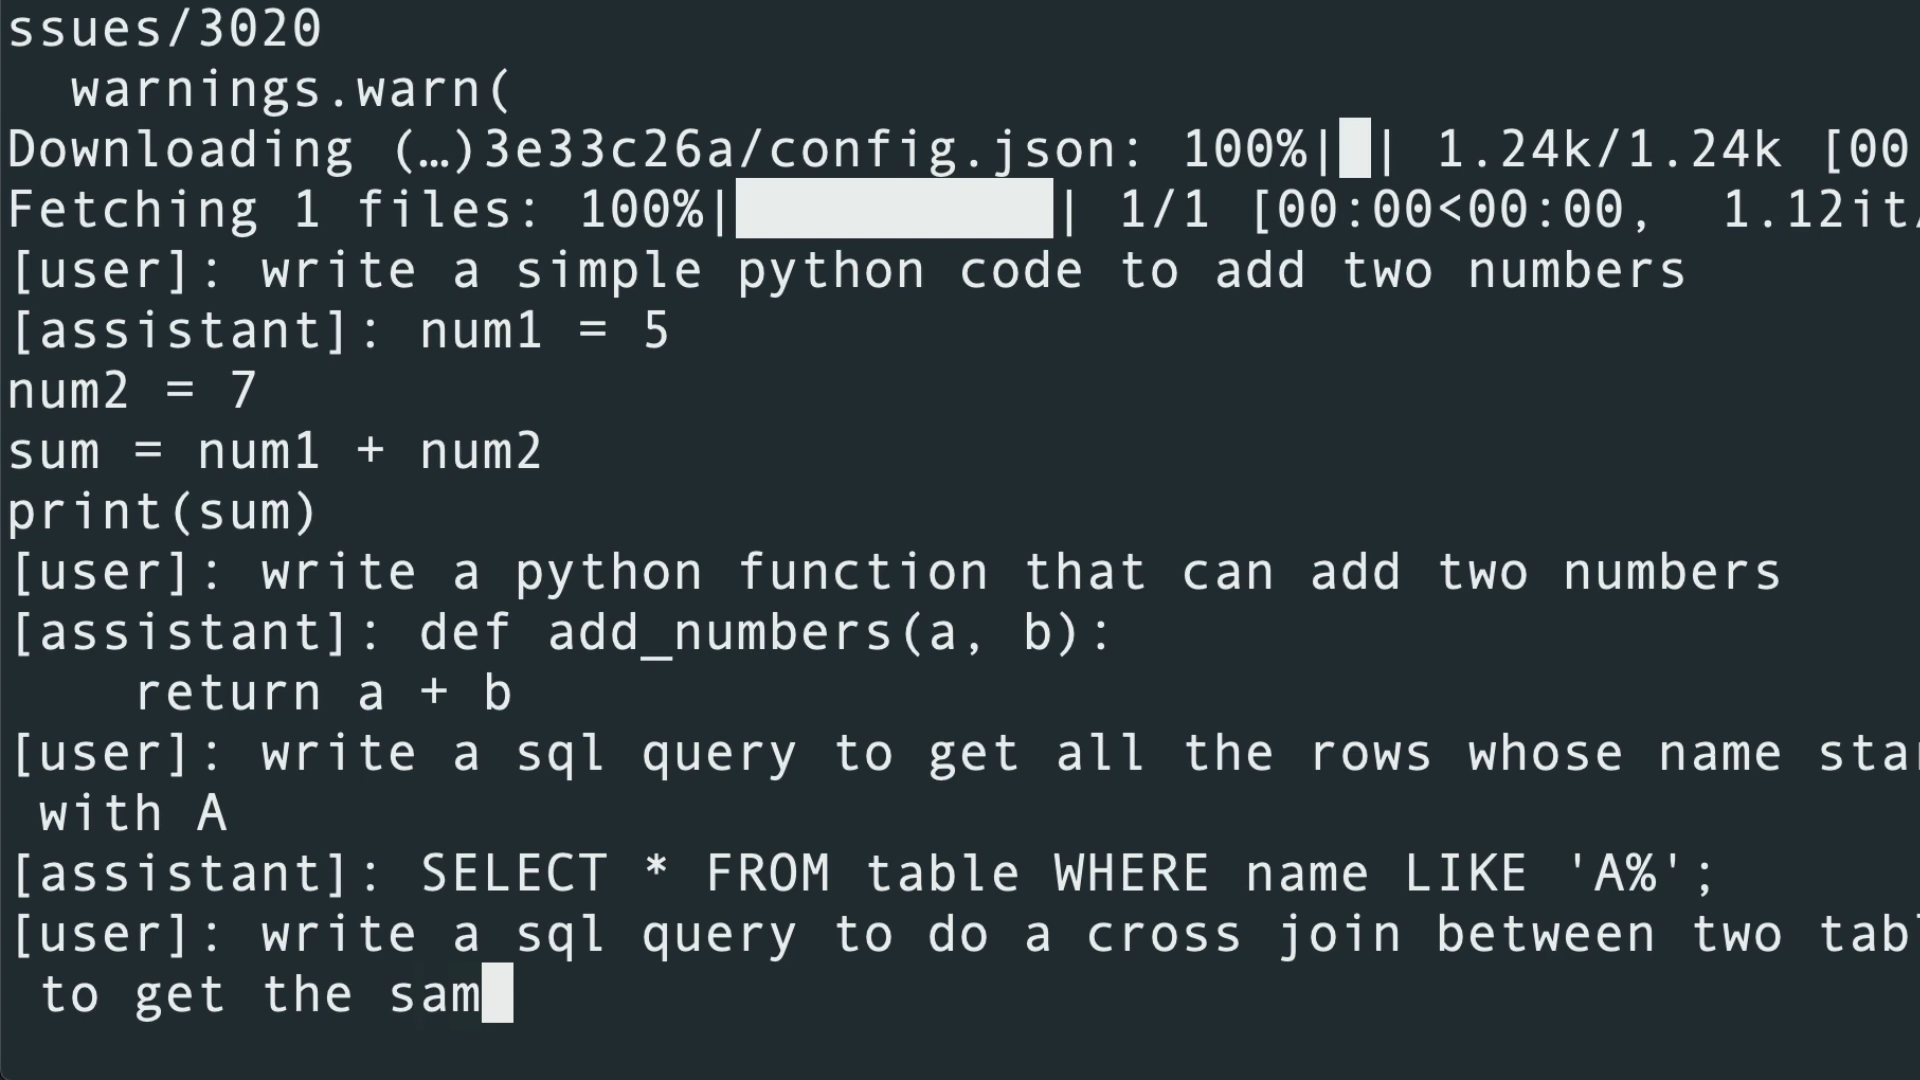 ssues/3020
  warnings.warn(
Downloading (…)3e33c26a/config.json: 100%|█| 1.24k/1.24k [00
Fetching 1 files: 100%|██████████| 1/1 [00:00<00:00,  1.12it/
[user]: write a simple python code to add two numbers
[assistant]: num1 = 5
num2 = 7
sum = num1 + num2
print(sum)
[user]: write a python function that can add two numbers
[assistant]: def add_numbers(a, b):
    return a + b
[user]: write a sql query to get all the rows whose name
 with A
[assistant]: SELECT * FROM table WHERE name LIKE 'A%';
[user]: write a sql query to do a cross join between two
 to get the sam